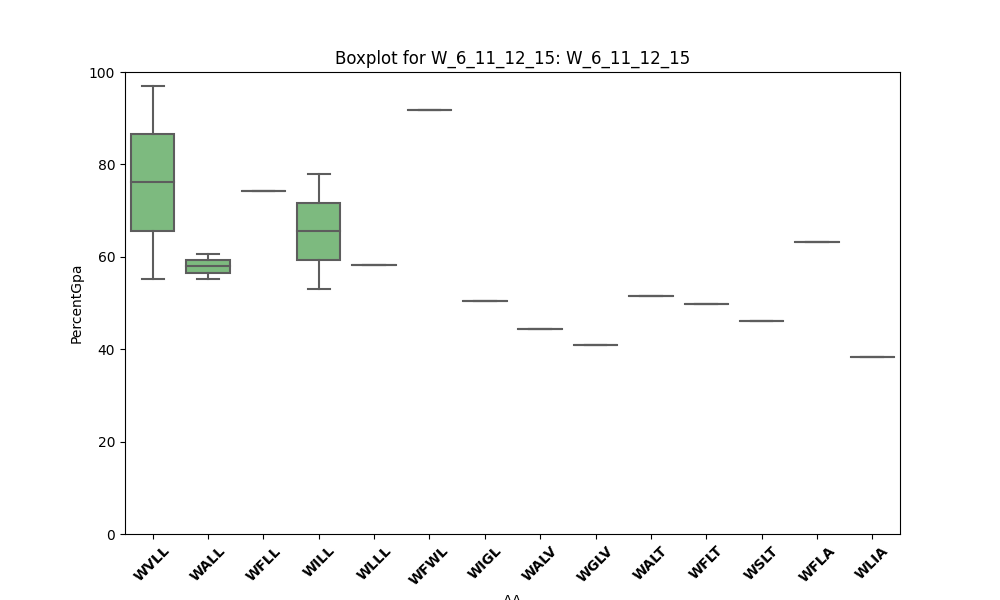 Boxplot for W_6_11_12_15: W_6_11_12_15
100
80
60
40
20
0
PercentGpa
WVLL
WALL
WFLL
WILL
WLLL
WFWL
WIGL
WALV
WGLV
WALT
WFLT
WSLT
WFLA
WLIA
AA